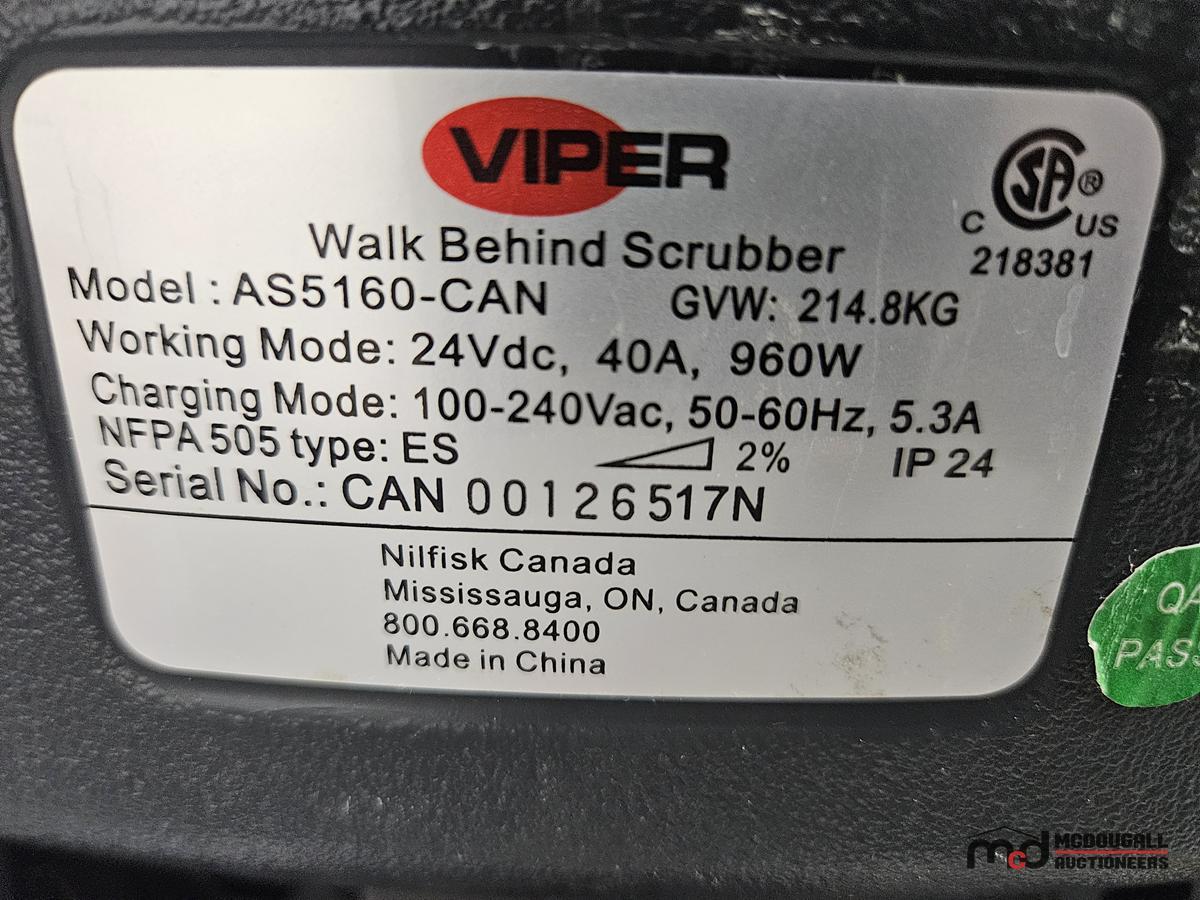 VIPER
CSA®
C US
218381
Walk Behind Scrubber
Model : AS5160-CAN GVW: 214.8KG
Working Mode: 24Vdc, 40A, 960W
Charging Mode: 100-240Vac, 50-60Hz, 5.3A
NFPA 505 type: ES 2% IP 24
Serial No.: CAN 00126517N
Nilfisk Canada
Mississauga, ON, Canada
800.668.8400
Made in China
QA
PASS
mcd MCDOUGALL
AUCTIONEERS